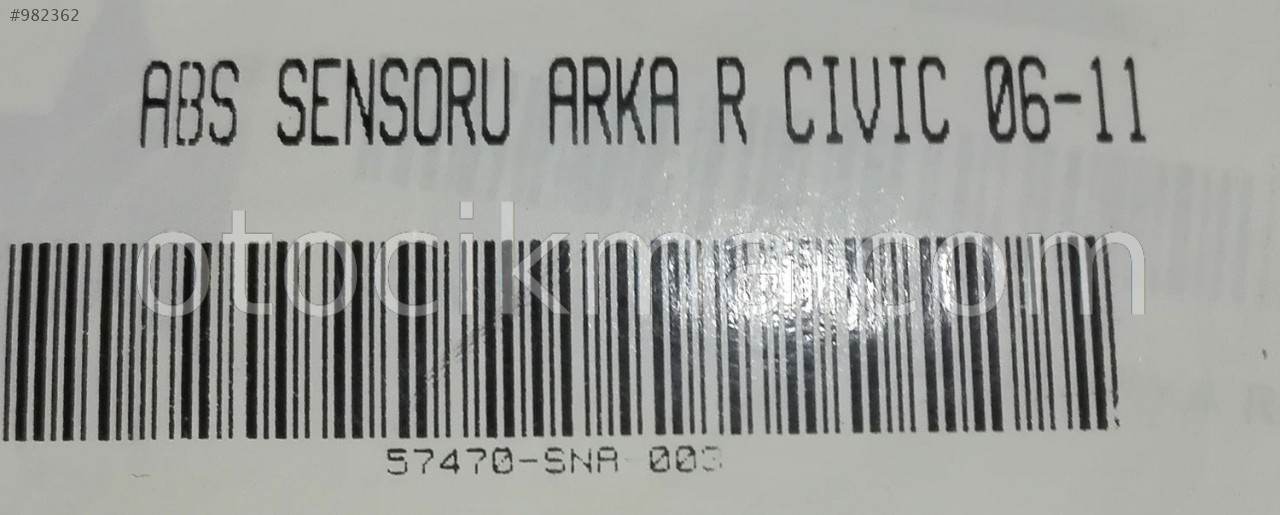 #982362
ABS SENSORU ARKA R CIVIC 06-11
otocikma.com
57470-SNA-003